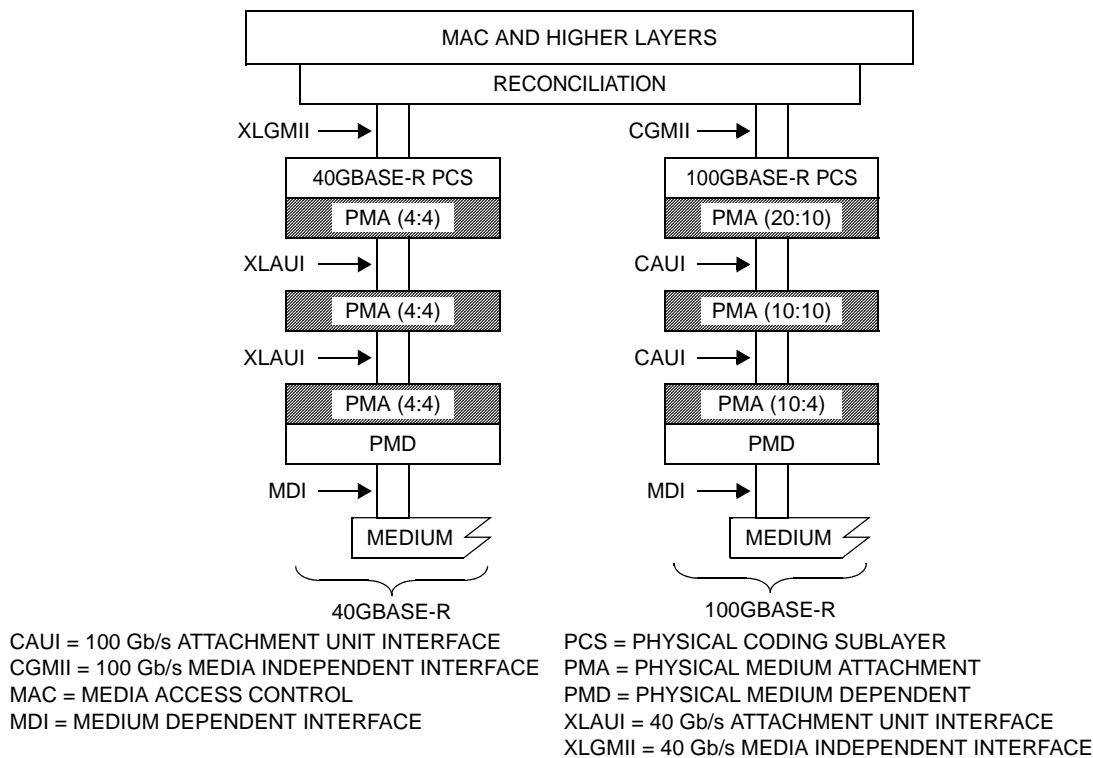 MAC AND HIGHER LAYERS
RECONCILIATION
XLGMII
CGMII
40GBASE-R PCS
100GBASE-R PCS
PMA (4:4)
PMA (20:10)
XLAUI
CAUI
PMA (4:4)
PMA (10:10)
XLAUI
CAUI
PMA (4:4)
PMA (10:4)
PMD
PMD
MDI
MDI
MEDIUM
MEDIUM
40GBASE-R
100GBASE-R
CAUI = 100 Gb/s ATTACHMENT UNIT INTERFACE
CGMII = 100 Gb/s MEDIA INDEPENDENT INTERFACE
MAC = MEDIA ACCESS CONTROL
MDI = MEDIUM DEPENDENT INTERFACE
PCS = PHYSICAL CODING SUBLAYER
PMA = PHYSICAL MEDIUM ATTACHMENT
PMD = PHYSICAL MEDIUM DEPENDENT
XLAUI = 40 Gb/s ATTACHMENT UNIT INTERFACE
XLGMII = 40 Gb/s MEDIA INDEPENDENT INTERFACE